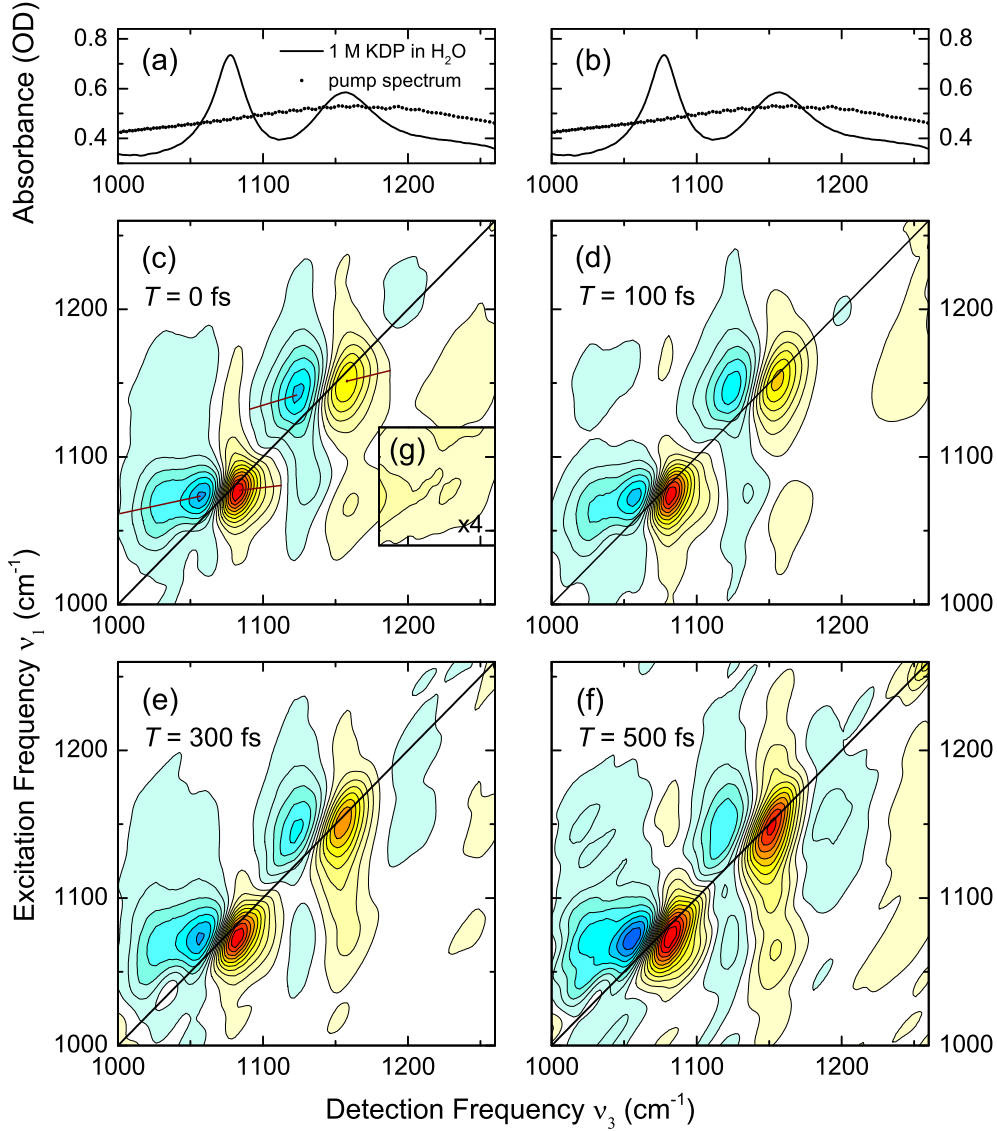 Absorbance (OD)
0.8
0.6
0.4
(a)
1 M KDP in H₂O
pump spectrum
1000 1100 1200
(b)
0.8
0.6
0.4
1000 1100 1200
(c)
T = 0 fs
1200
1100
1000
(g)
x4
1000 1100 1200
(d)
T = 100 fs
1200
1100
1000
1000 1100 1200
Excitation Frequency ν₁ (cm⁻¹)
(e)
T = 300 fs
1200
1100
1000
1000 1100 1200
(f)
T = 500 fs
1200
1100
1000
1000 1100 1200
Detection Frequency ν₃ (cm⁻¹)